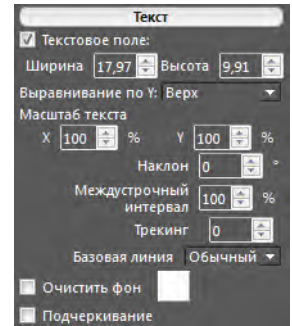 Текст
Текстовое поле:
Ширина 17,97 Высота 9,91
Выравнивание по Y: Верх
Масштаб текста
X 100 % Y 100 %
Наклон 0 °
Междустрочный
интервал 100 %
Трекинг 0
Базовая линия Обычный
Очистить фон
Подчеркивание